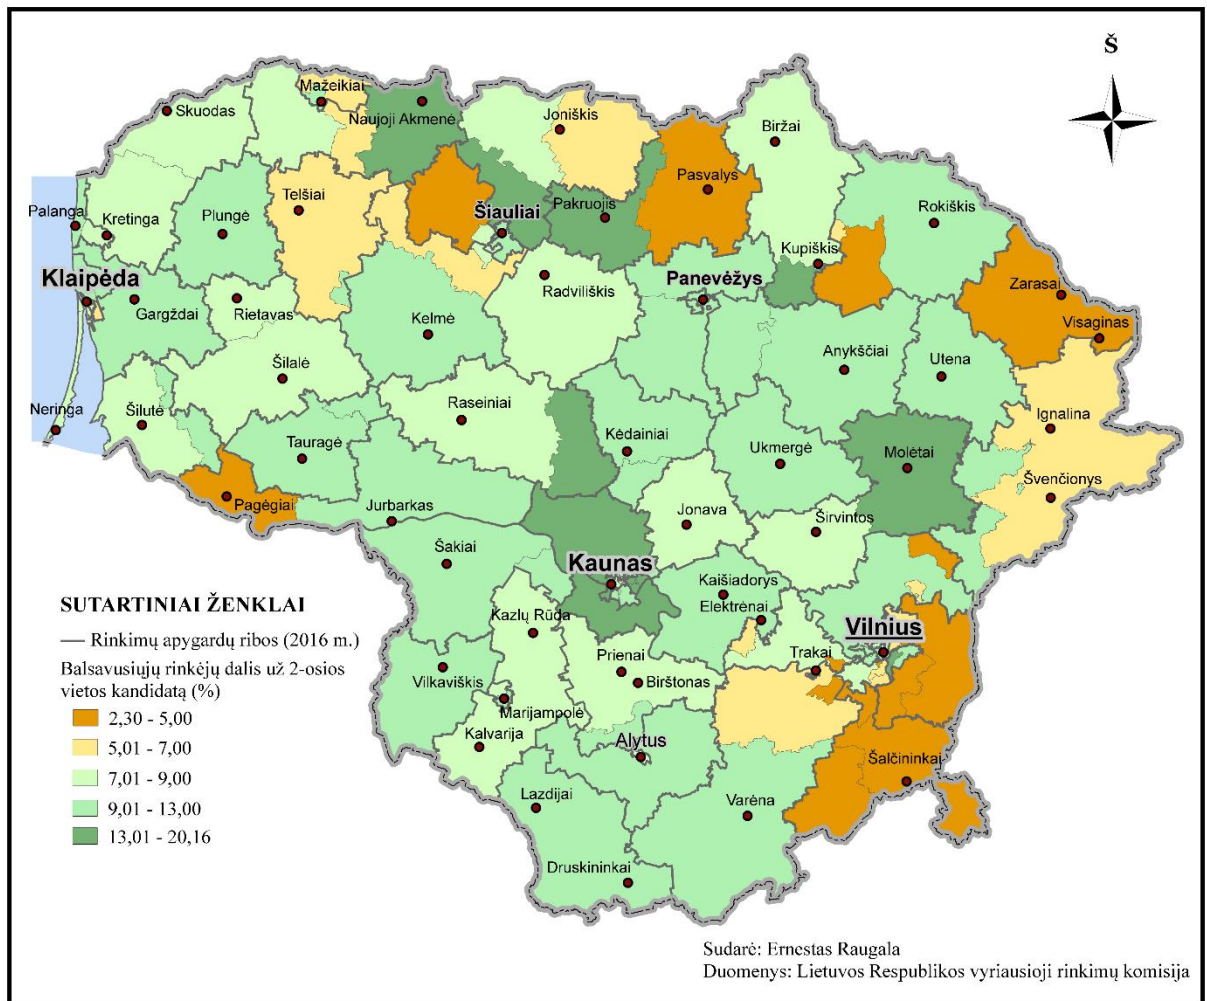 Š
Mažeikiai
Skuodas
Naujoji Akmenė
Joniškis
Biržai
Pasvalys
Telšiai
Palanga
Kretinga
Plungė
Šiauliai
Pakruojis
Rokiškis
Kupiškis
Klaipėda
Gargždai
Rietavas
Radviliškis
Panevėžys
Zarasai
Visaginas
Kelmė
Šilalė
Anykščiai
Utena
Neringa
Šilutė
Raseiniai
Ignalina
Tauragė
Kėdainiai
Ukmergė
Molėtai
Švenčionys
Pagėgiai
Jurbarkas
Jonava
Širvintos
Šakiai
Kaunas
Kaišiadorys
Elektrėnai
Kazlų Rūda
Vilnius
Prienai
Trakai
Birštonas
Vilkaviškis
Marijampolė
Kalvarija
Alytus
Šalčininkai
Lazdijai
Varėna
Druskininkai
SUTARTINIAI ŽENKLAI
Rinkimų apygardų ribos (2016 m.)
Balsavusiųjų rinkėjų dalis už 2-osios
vietos kandidatą (%)
2,30 - 5,00
5,01 - 7,00
7,01 - 9,00
9,01 - 13,00
13,01 - 20,16
Sudarė: Ernestas Raugala
Duomenys: Lietuvos Respublikos vyriausioji rinkimų komisija